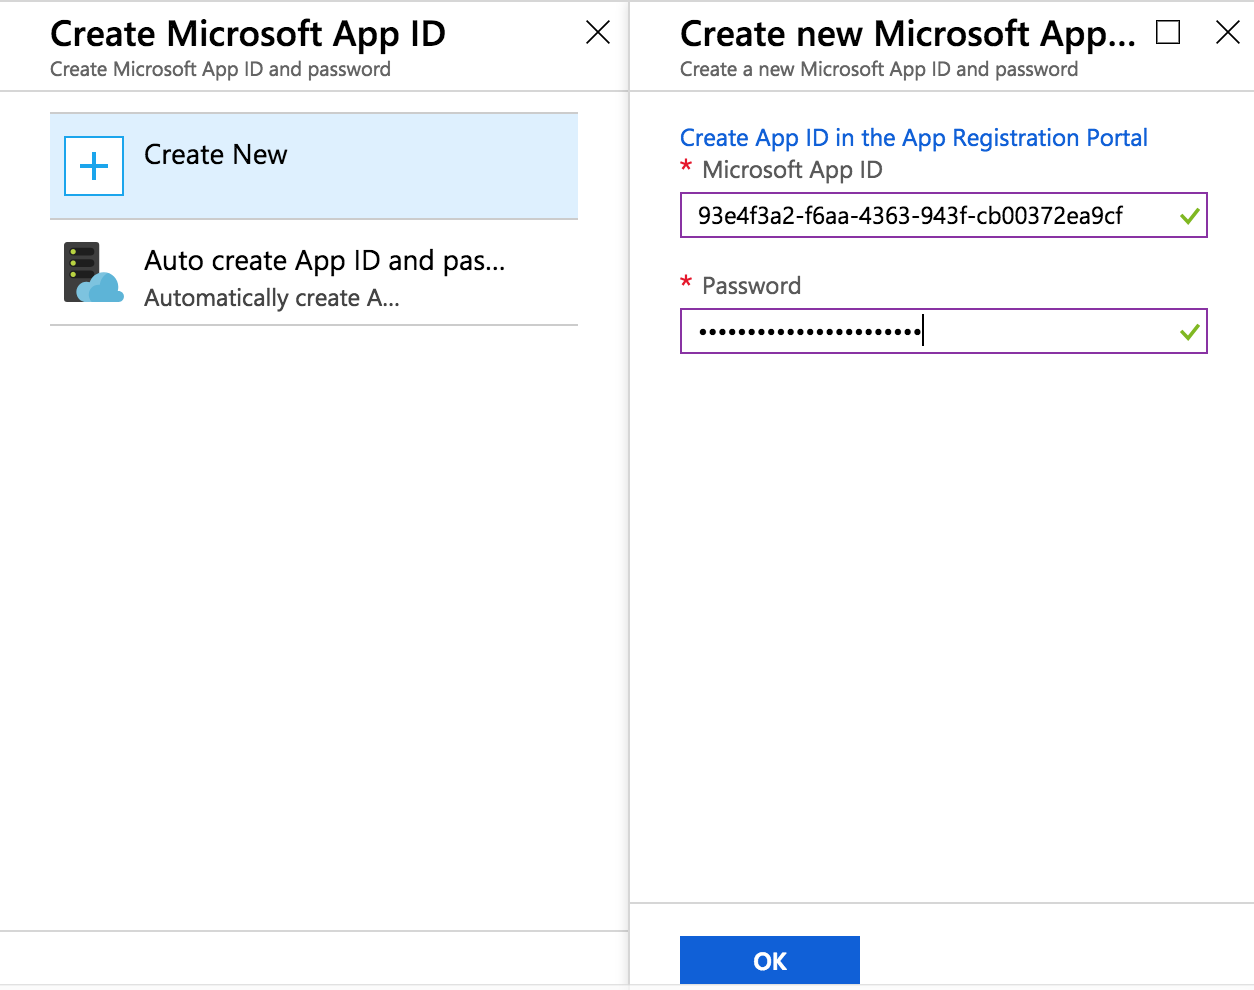 Create Microsoft App ID
Create Microsoft App ID and password
Create New
Auto create App ID and pas...
Automatically create A...
Create new Microsoft App...
Create a new Microsoft App ID and password
Create App ID in the App Registration Portal
* Microsoft App ID
93e4f3a2-f6aa-4363-943f-cb00372ea9cf
* Password
•••••••••••••••••••••••
OK